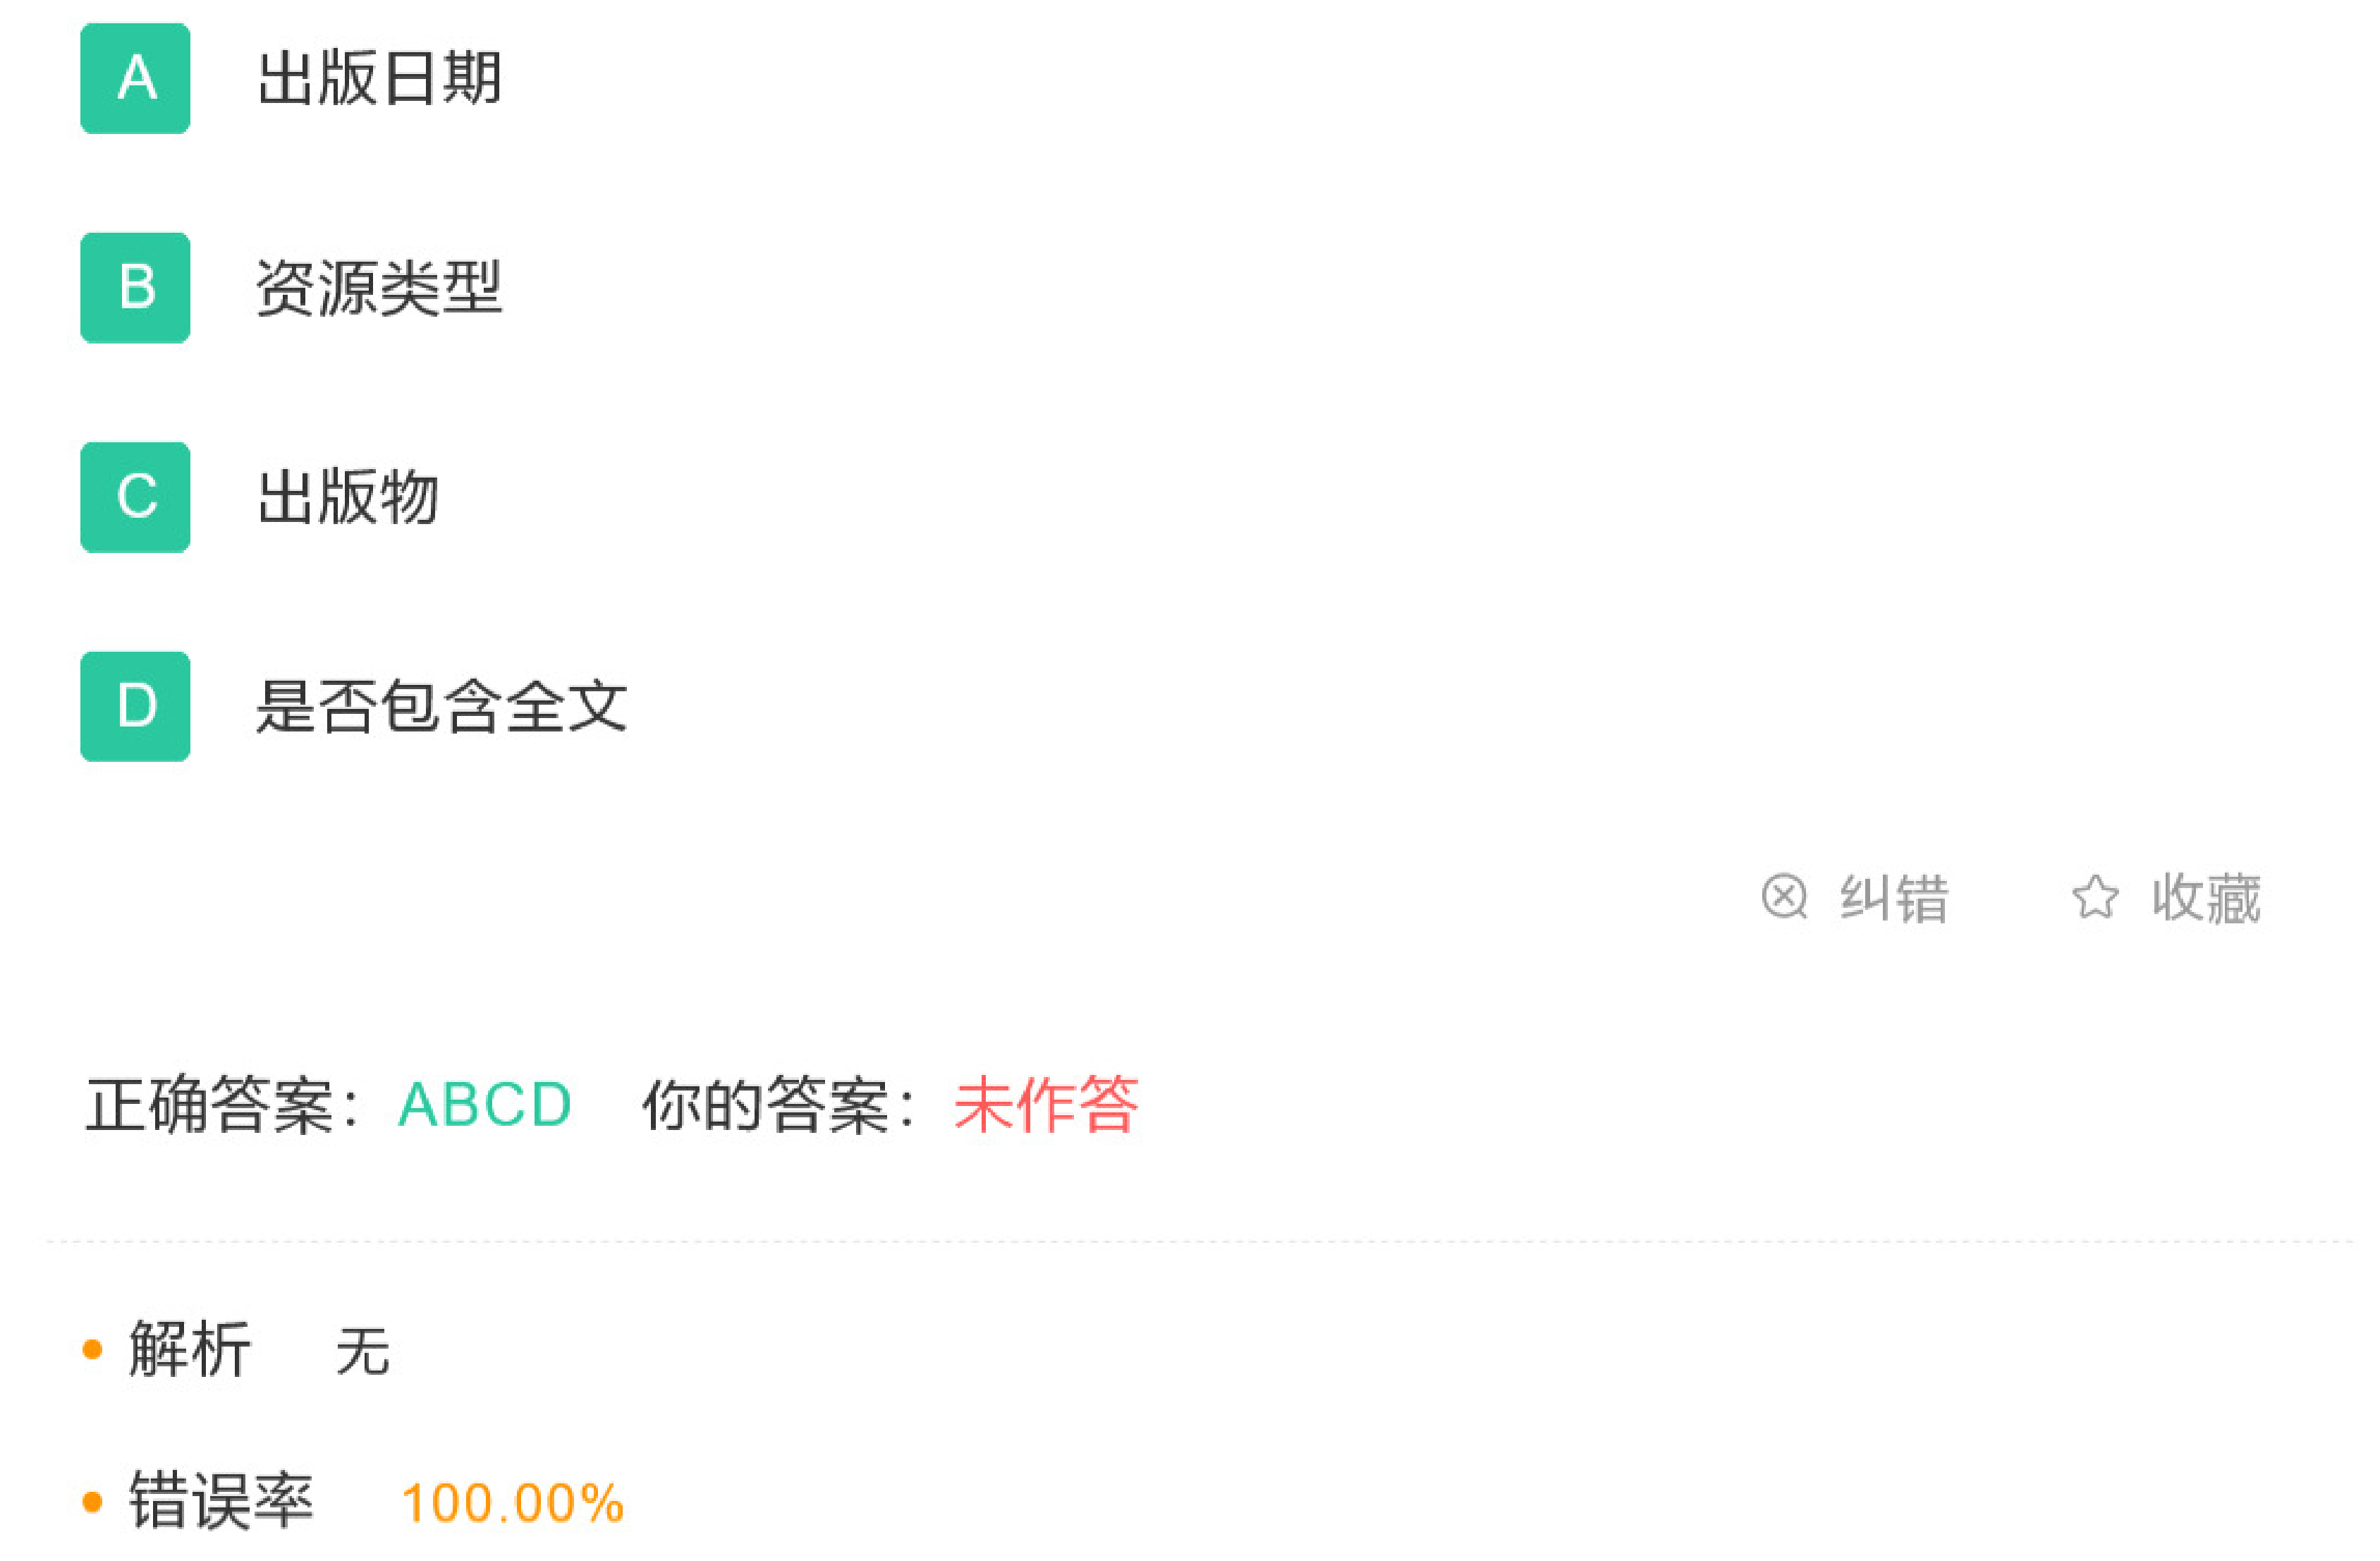 A 出版日期
B 资源类型
C 出版物
D 是否包含全文
纠错 收藏
正确答案：ABCD 你的答案：未作答
解析 无
错误率 100.00%